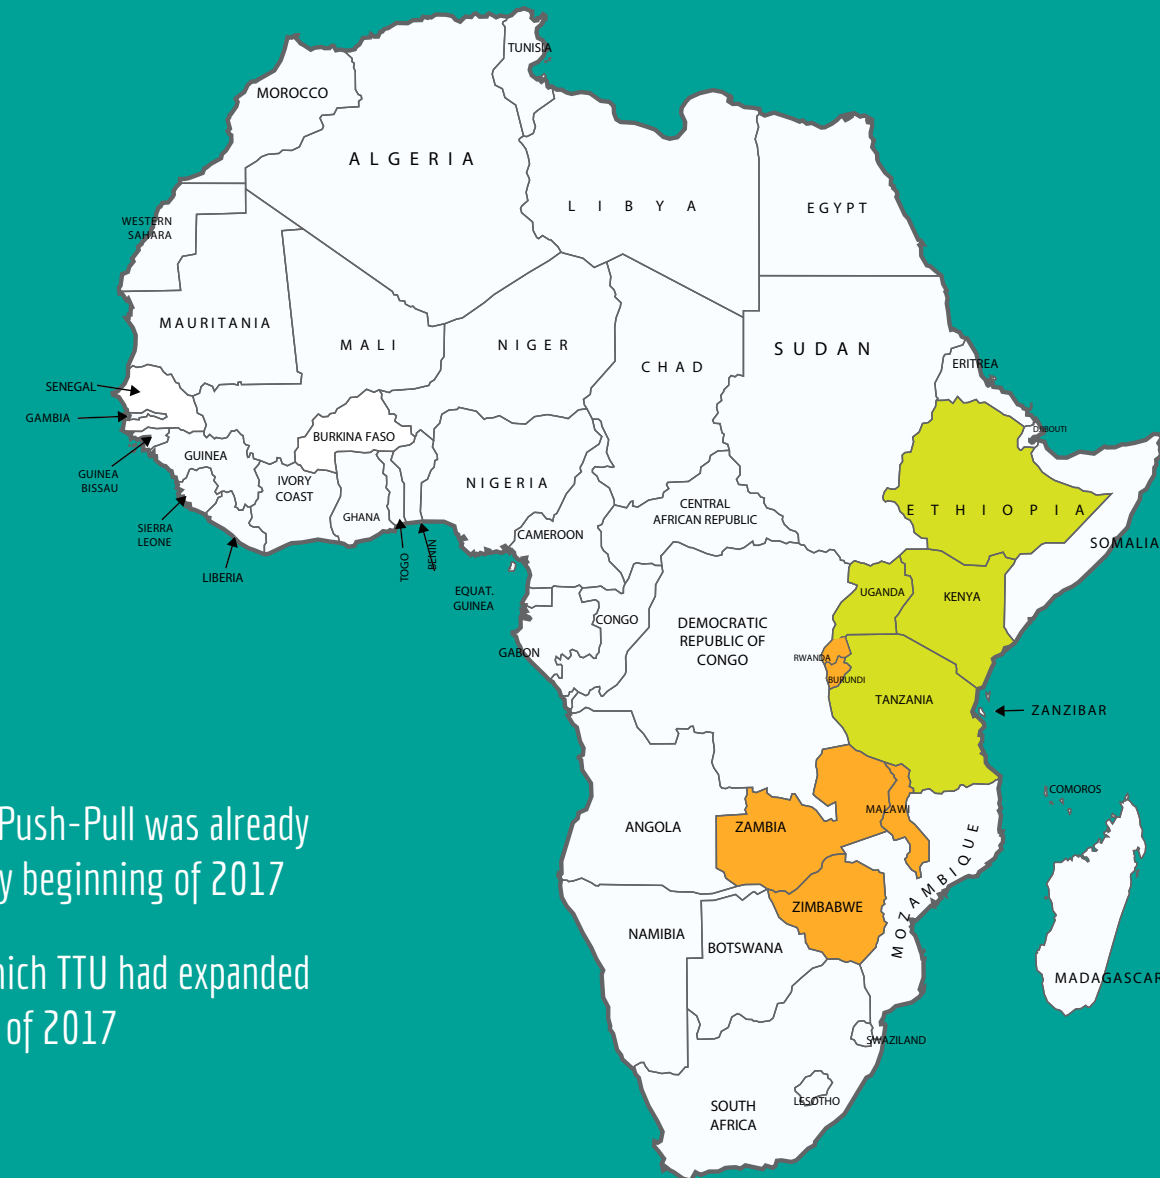 TUNISIA
MOROCCO
ALGERIA
LIBYA
EGYPT
WESTERN
SAHARA
MAURITANIA
MALI
NIGER
CHAD
SUDAN
ERITREA
SENEGAL
GAMBIA
DJIBOUTI
BURKINA FASO
GUINEA
GUINEA
BISSAU
IVORY
COAST
NIGERIA
GHANA
CENTRAL
AFRICAN REPUBLIC
ETHIOPIA
SIERRA
LEONE
CAMEROON
SOMALIA
LIBERIA
TOGO
BENIN
EQUAT.
GUINEA
UGANDA
KENYA
CONGO
DEMOCRATIC
REPUBLIC OF
CONGO
GABON
RWANDA
BURUNDI
TANZANIA
ZANZIBAR
COMOROS
MALAWI
ANGOLA
ZAMBIA
MOZAMBIQUE
ZIMBABWE
NAMIBIA
BOTSWANA
MADAGASCAR
SWAZILAND
LESOTHO
SOUTH
AFRICA
Push-Pull was already
y beginning of 2017
hich TTU had expanded
of 2017